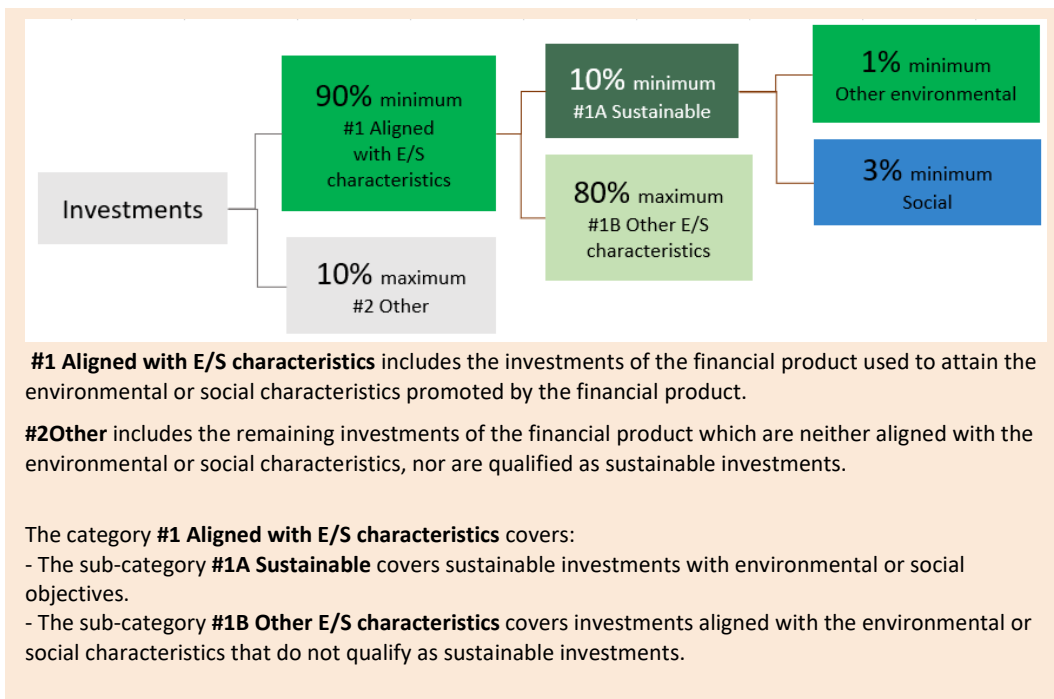 Investments
90% minimum
#1 Aligned
with E/S
characteristics
10% maximum
#2 Other
10% minimum
#1A Sustainable
80% maximum
#1B Other E/S
characteristics
1% minimum
Other environmental
3% minimum
Social
#1 Aligned with E/S characteristics includes the investments of the financial product used to attain the
environmental or social characteristics promoted by the financial product.
#2Other includes the remaining investments of the financial product which are neither aligned with the
environmental or social characteristics, nor are qualified as sustainable investments.
The category #1 Aligned with E/S characteristics covers:
- The sub-category #1A Sustainable covers sustainable investments with environmental or social
objectives.
- The sub-category #1B Other E/S characteristics covers investments aligned with the environmental or
social characteristics that do not qualify as sustainable investments.